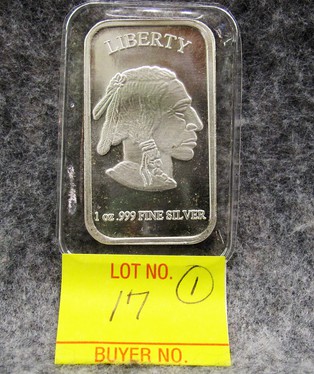 LIBERTY
1 oz .999 FINE SILVER
LOT NO.
17 1
BUYER NO.